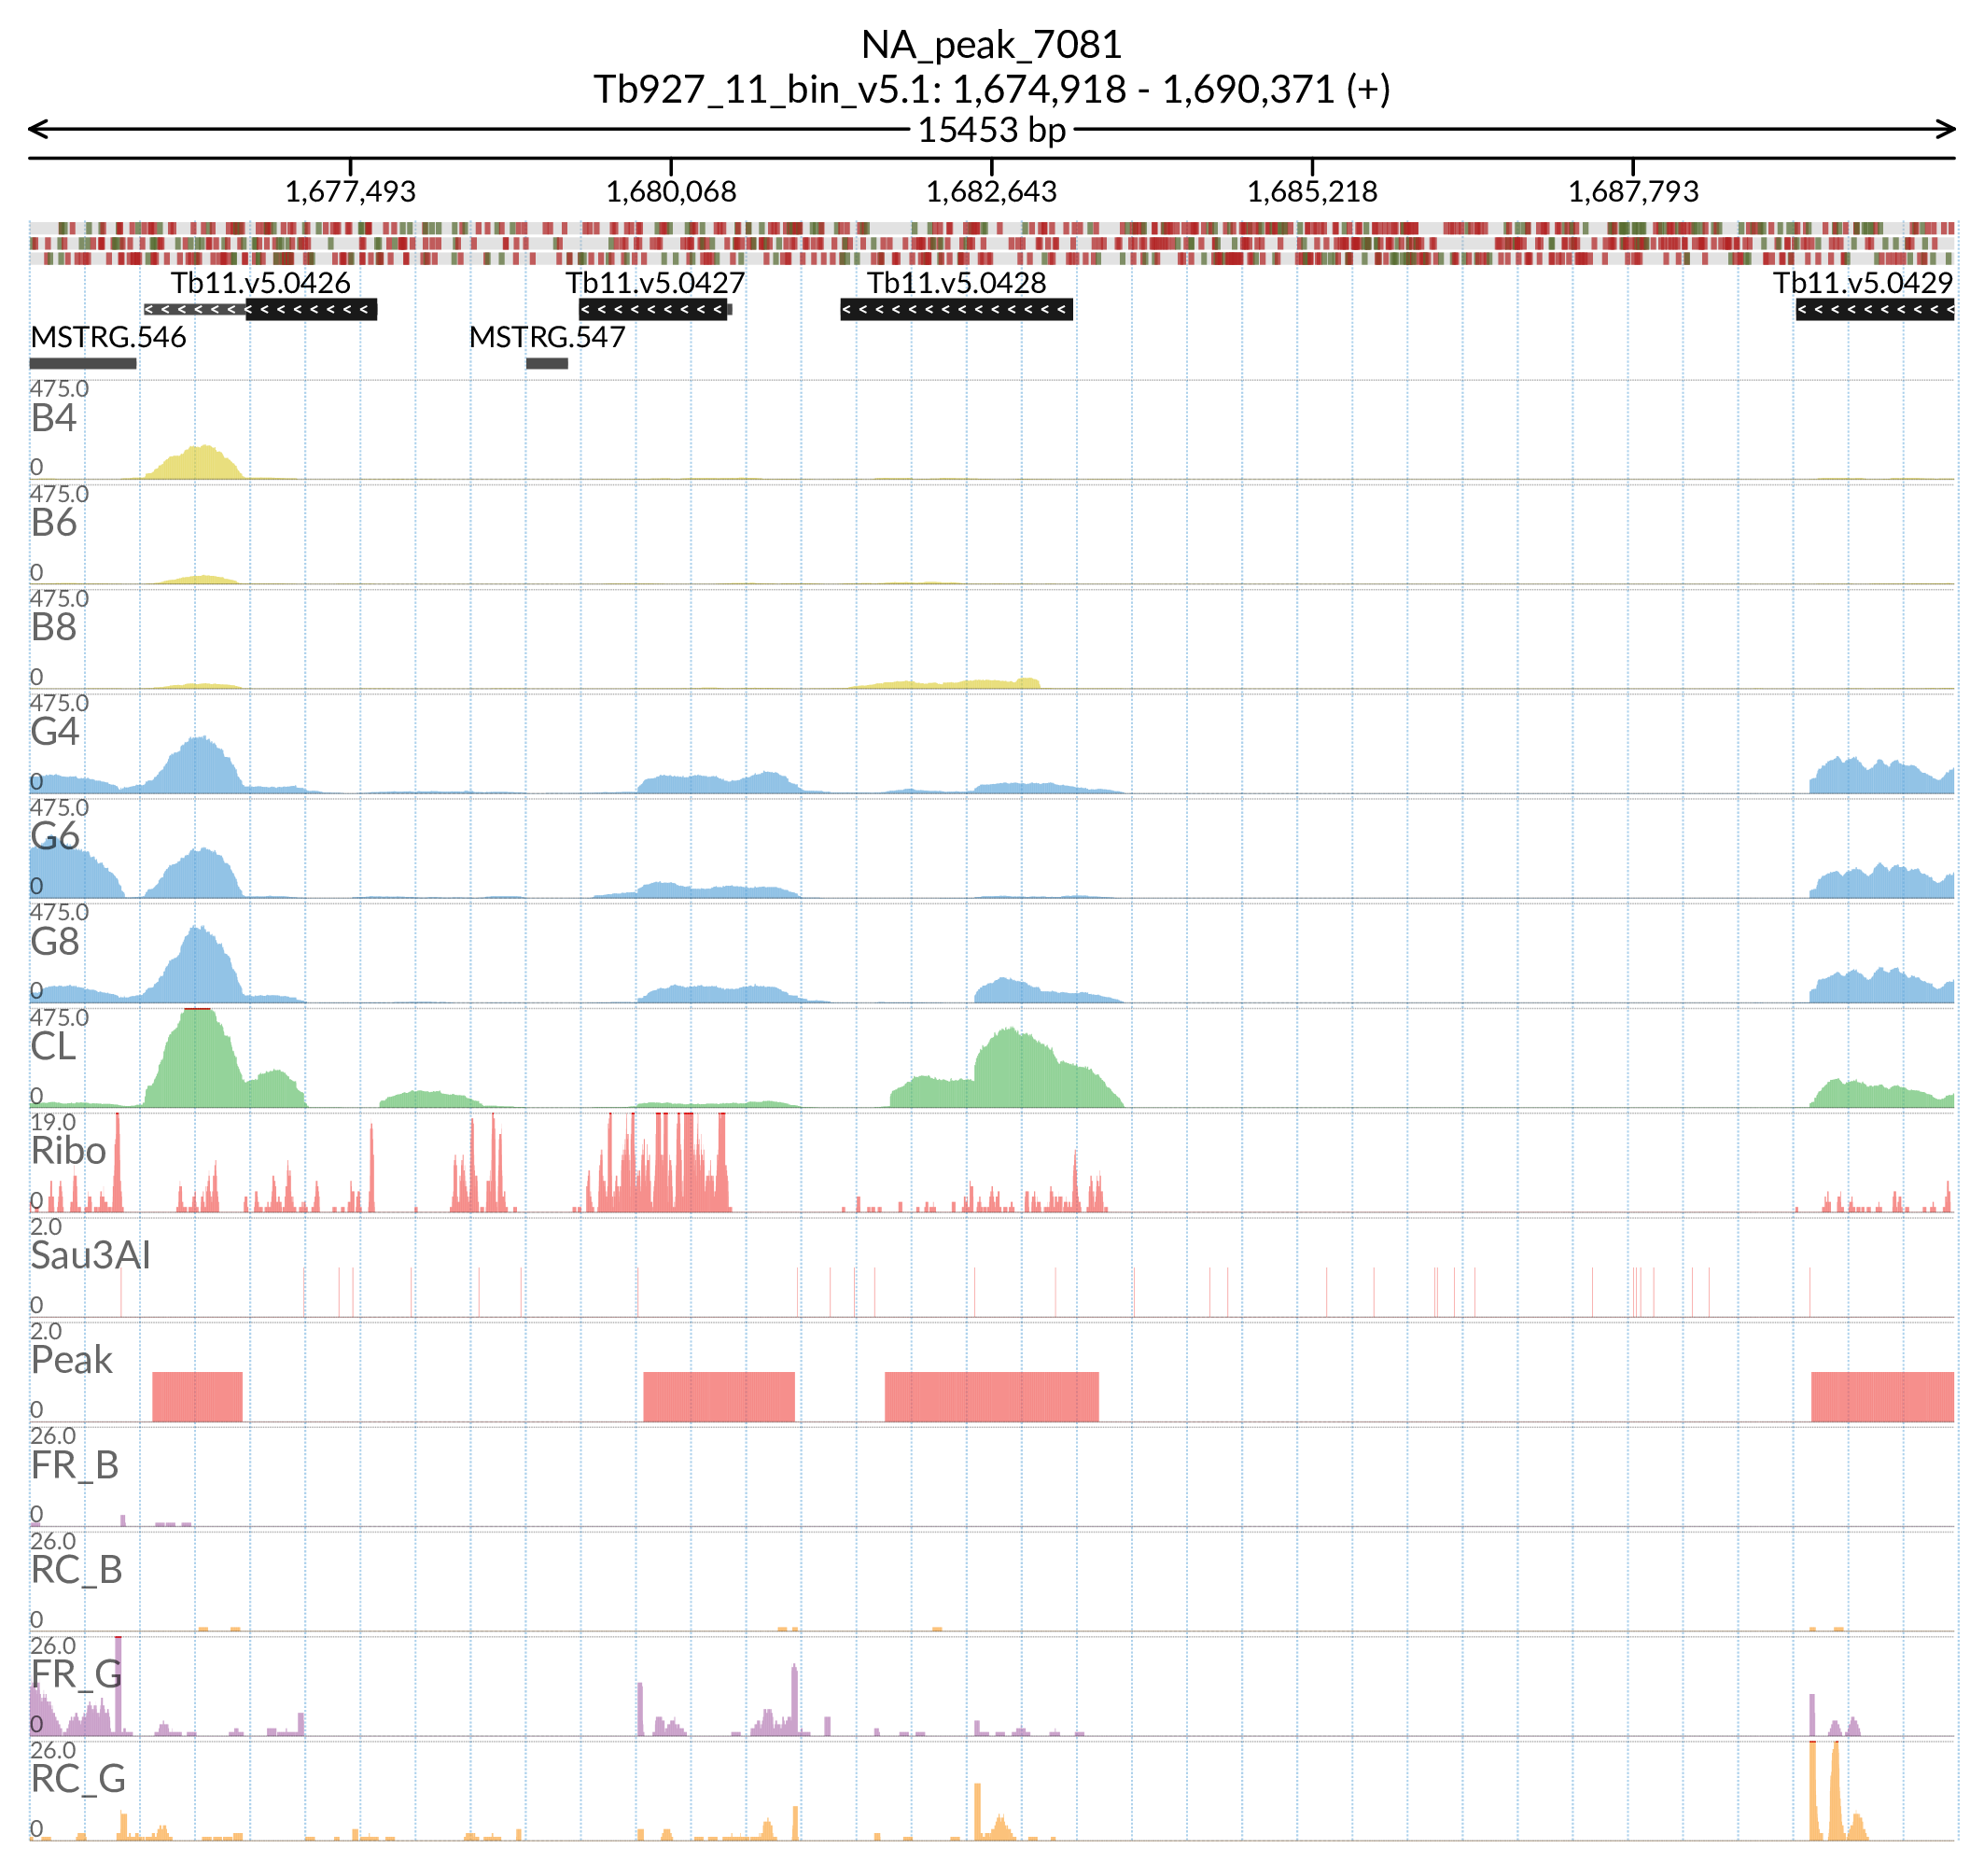 NA_peak_7081
Tb927_11_bin_v5.1: 1,674,918 - 1,690,371 (+)
15453 bp
1,677,493 1,680,068 1,682,643 1,685,218 1,687,793
Tb11.v5.0426 Tb11.v5.0427 Tb11.v5.0428 Tb11.v5.0429
MSTRG.546 MSTRG.547
475.0
B4
0
475.0
B6
0
475.0
B8
0
475.0
G4
0
475.0
G6
0
475.0
G8
0
475.0
CL
0
19.0
Ribo
0
2.0
Sau3AI
0
2.0
Peak
0
26.0
FR_B
0
26.0
RC_B
0
26.0
FR_G
0
26.0
RC_G
0